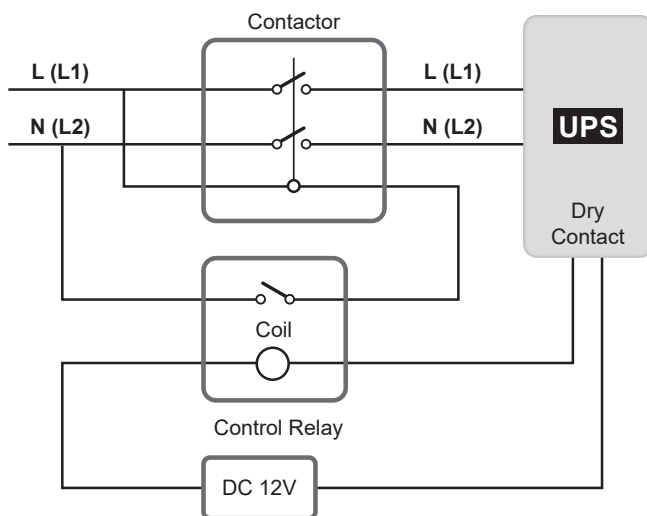 Contactor
L (L1)
L (L1)
N (L2)
N (L2)
UPS
Dry
Contact
Coil
Control Relay
DC 12V